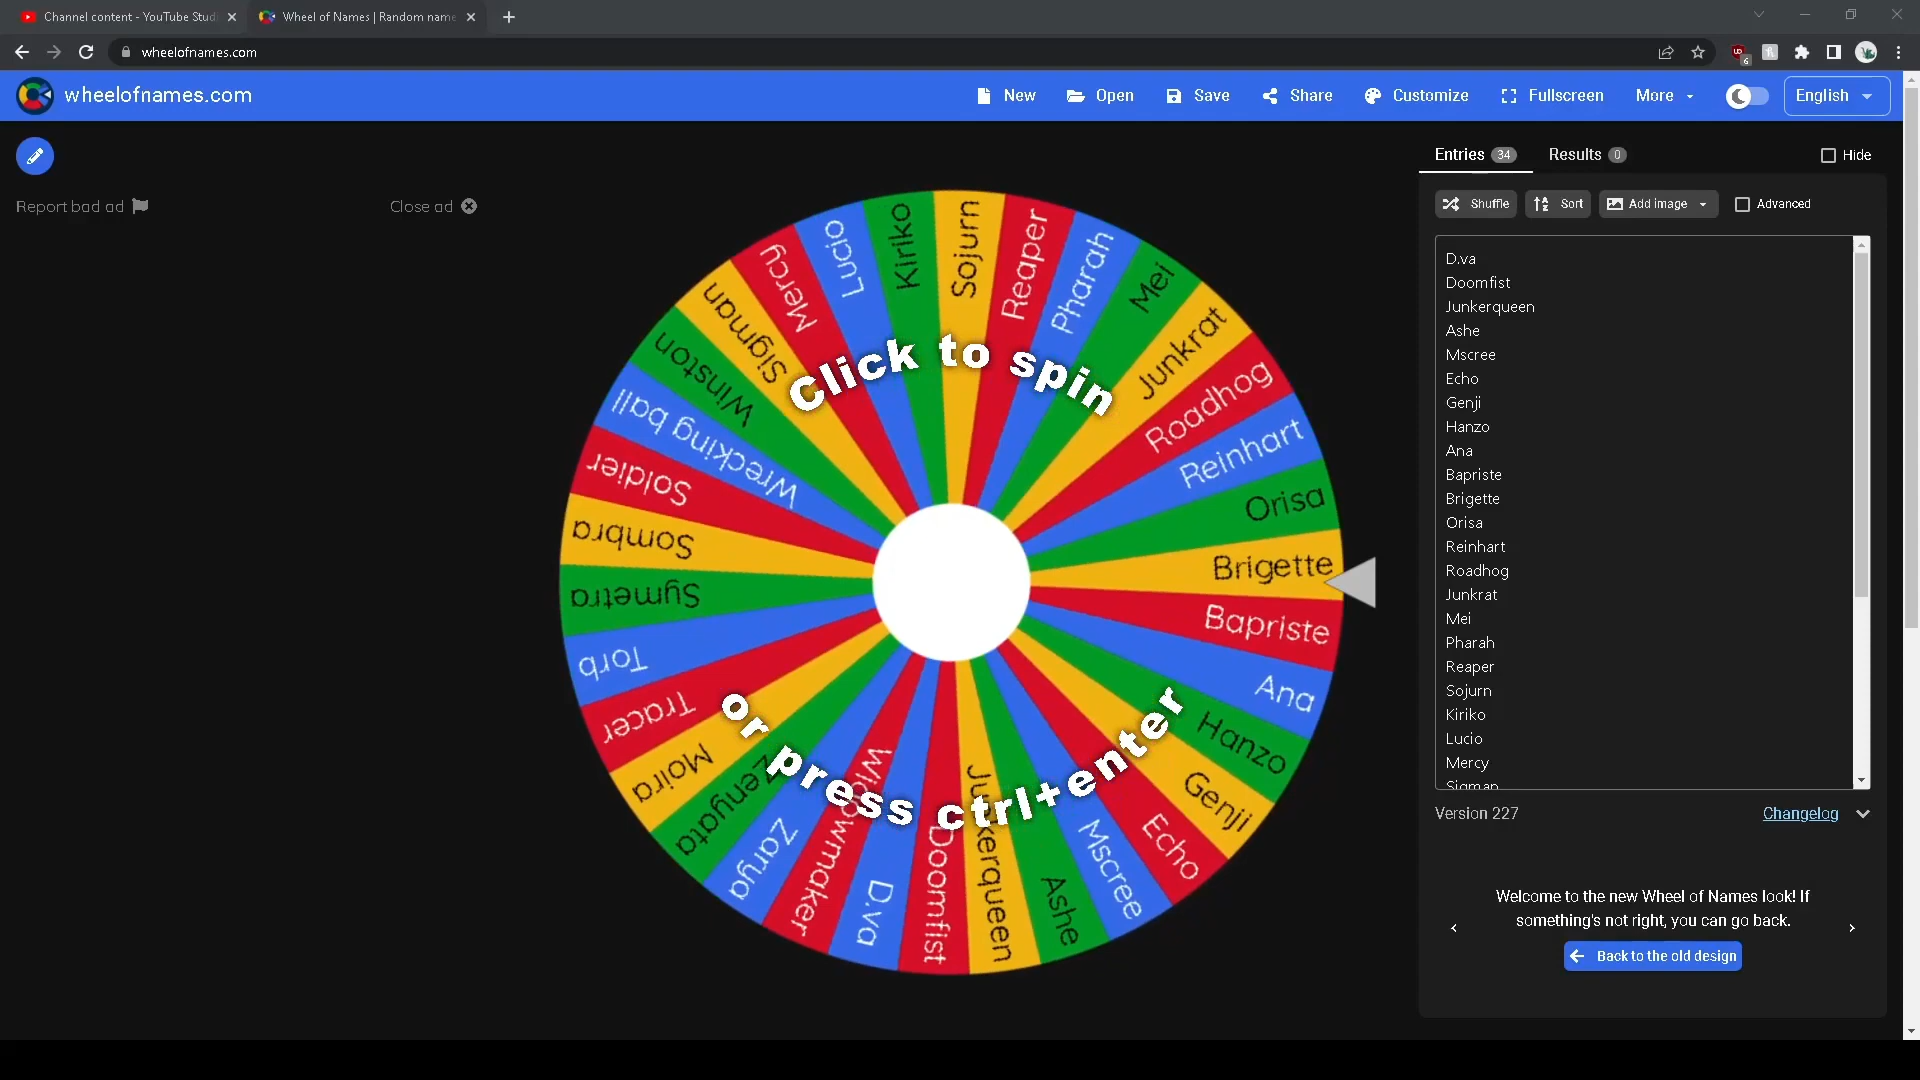 Channel content - YouTube Studi
Wheel of Names | Random name
wheelofnames.com
wheelofnames.com
New
Open
Save
Share
Customize
Fullscreen
More
English
Report bad ad
Close ad
Entries 34
Results 0
Hide
Shuffle
Sort
Add image
Advanced
D.va
Doomfist
Junkerqueen
Ashe
Mscree
Echo
Genji
Hanzo
Ana
Bapriste
Brigette
Orisa
Reinhart
Roadhog
Junkrat
Mei
Pharah
Reaper
Sojurn
Kiriko
Lucio
Mercy
Sigman
Version 227
Changelog
Welcome to the new Wheel of Names look! If
something's not right, you can go back.
Back to the old design
Click to spin
or press ctrl+enter
Sojurn
Reaper
Pharah
Mei
Junkrat
Roadhog
Reinhart
Orisa
Brigette
Bapriste
Ana
Hanzo
Genji
Echo
Mscree
Ashe
Junkerqueen
Doomfist
D.va
Widowmaker
Zarya
Zenyata
Moira
Tracer
Torb
Symetra
Sombra
Soldier
Wrecking ball
Winston
Sigman
Mercy
Lucio
Kiriko